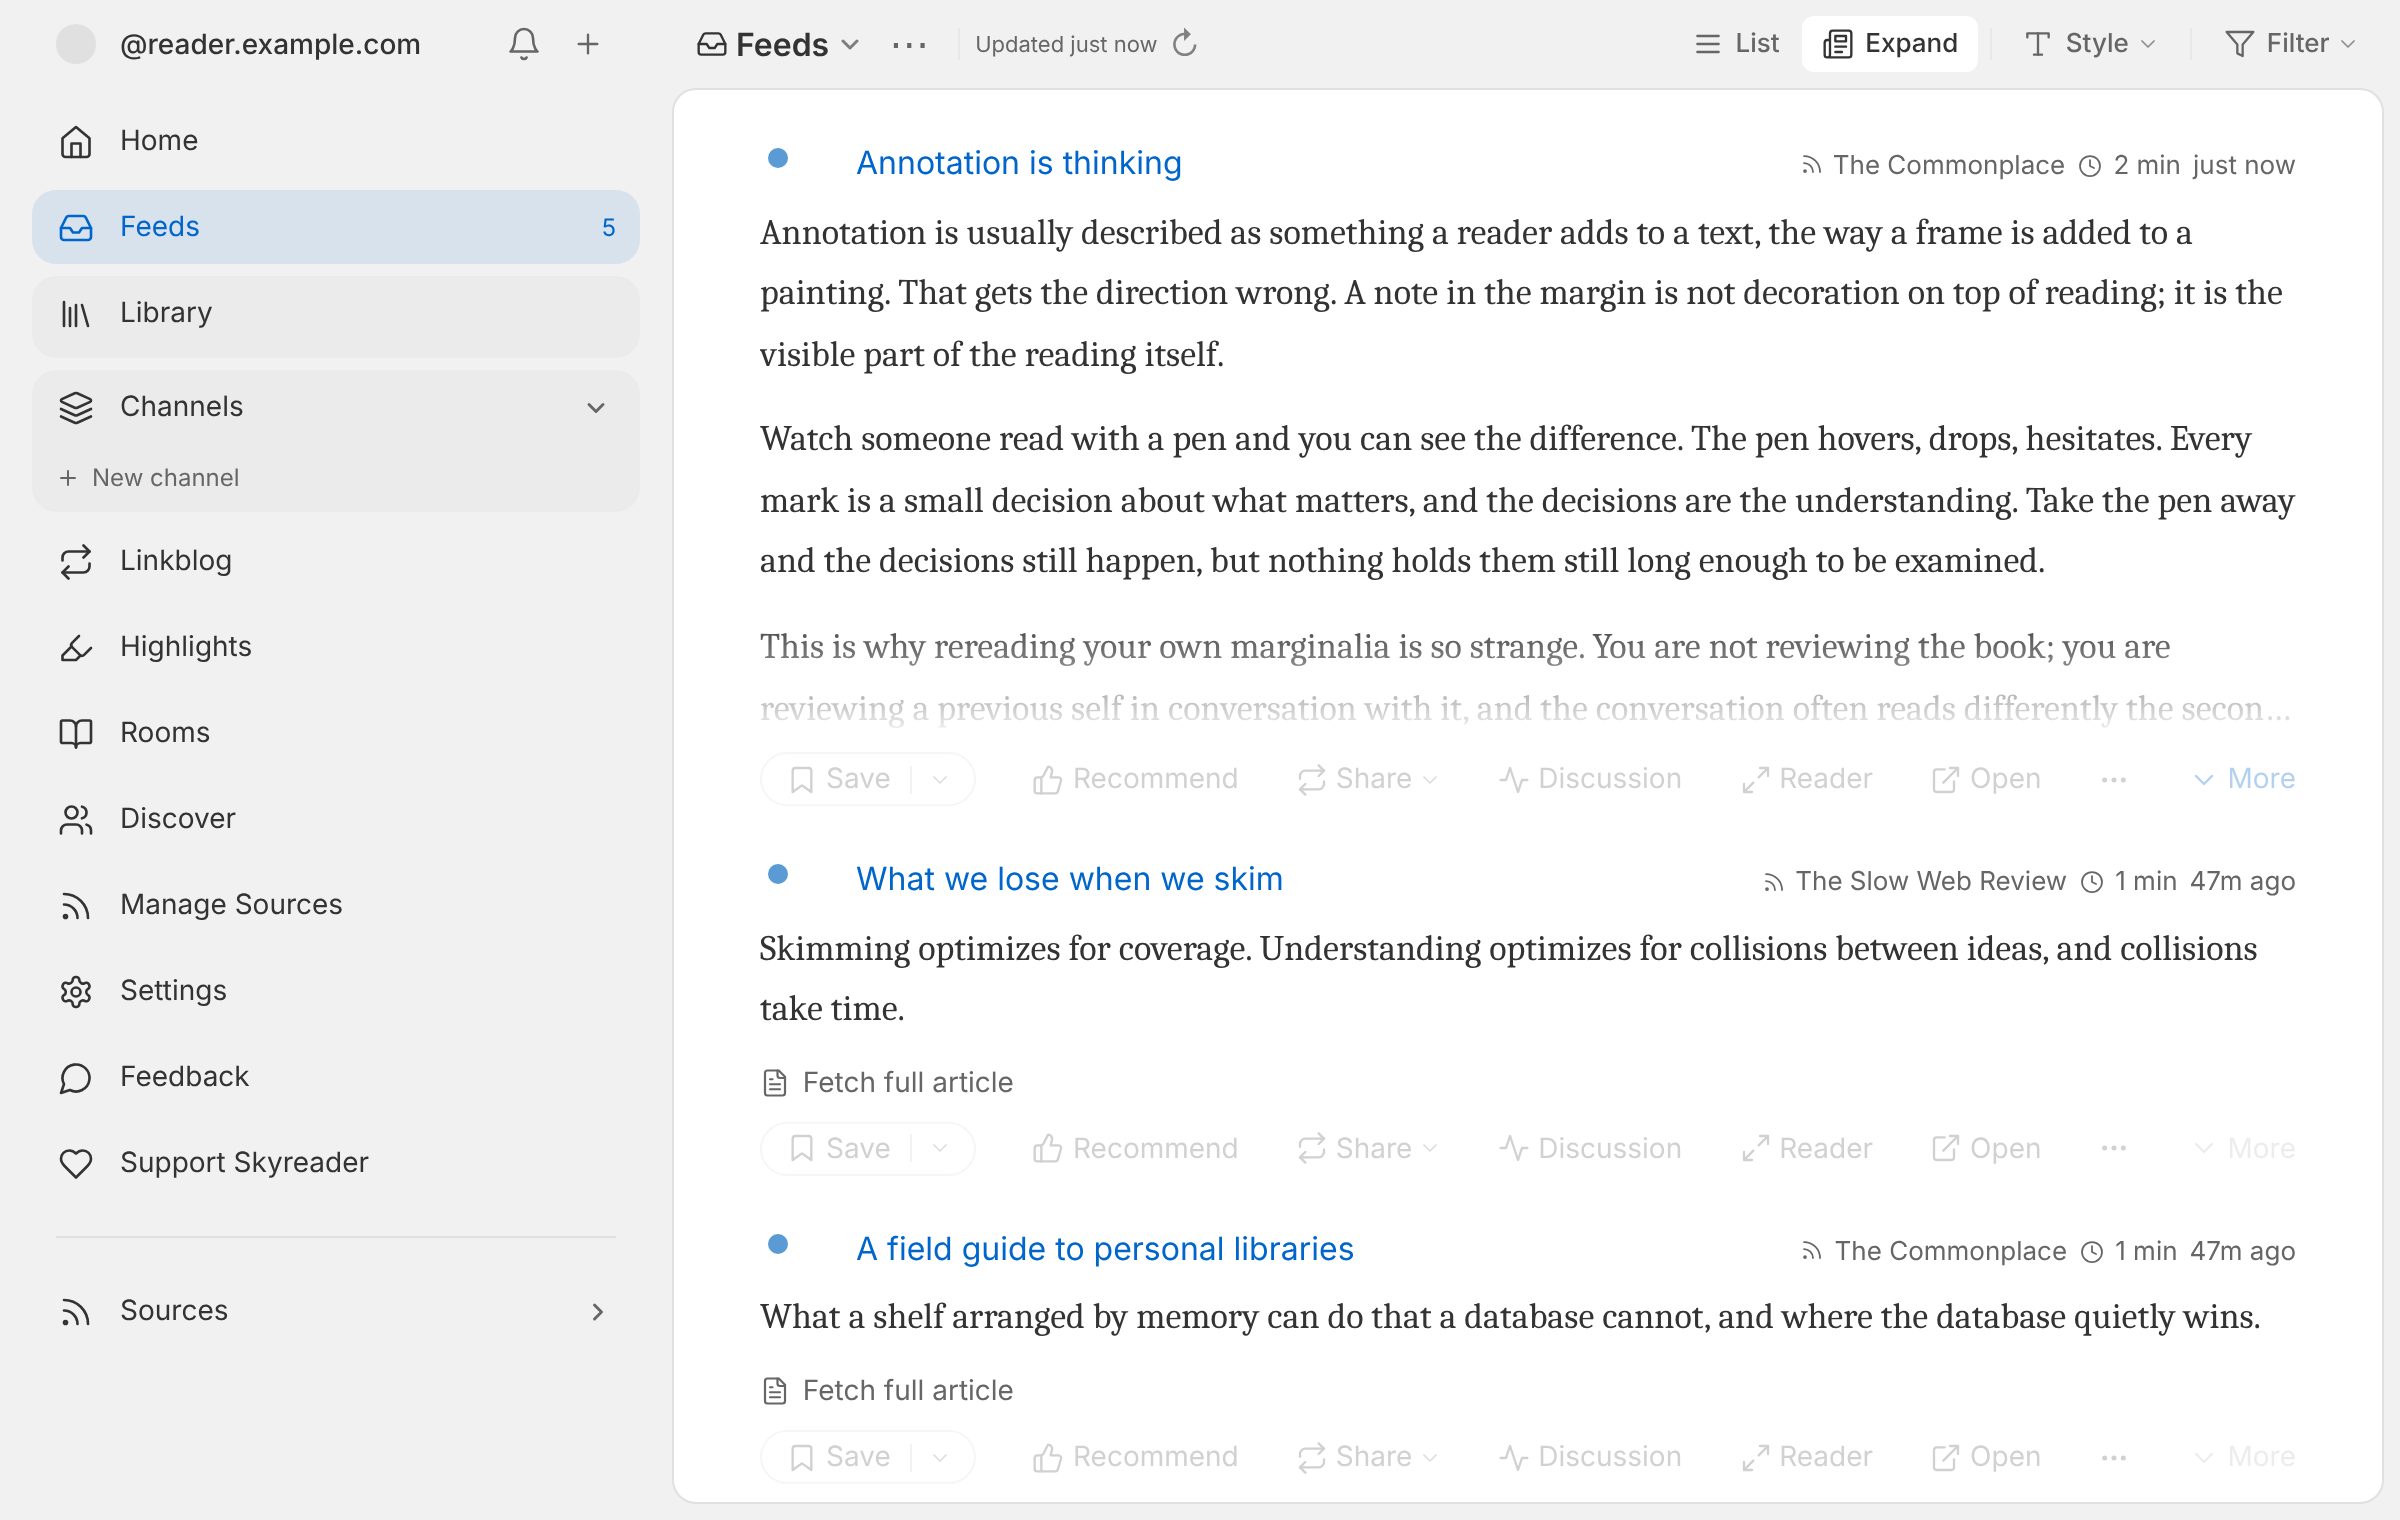 @reader.example.com
Home
Feeds 5
Library
Channels
New channel
Linkblog
Highlights
Rooms
Discover
Manage Sources
Settings
Feedback
Support Skyreader
Sources
Feeds Updated just now List Expand Style Filter
Annotation is thinking The Commonplace 2 min just now
Annotation is usually described as something a reader adds to a text, the way a frame is added to a
painting. That gets the direction wrong. A note in the margin is not decoration on top of reading; it is the
visible part of the reading itself.
Watch someone read with a pen and you can see the difference. The pen hovers, drops, hesitates. Every
mark is a small decision about what matters, and the decisions are the understanding. Take the pen away
and the decisions still happen, but nothing holds them still long enough to be examined.
This is why rereading your own marginalia is so strange. You are not reviewing the book; you are
reviewing a previous self in conversation with it, and the conversation often reads differently the secon…
Save Recommend Share Discussion Reader Open More
What we lose when we skim The Slow Web Review 1 min 47m ago
Skimming optimizes for coverage. Understanding optimizes for collisions between ideas, and collisions
take time.
Fetch full article
Save Recommend Share Discussion Reader Open More
A field guide to personal libraries The Commonplace 1 min 47m ago
What a shelf arranged by memory can do that a database cannot, and where the database quietly wins.
Fetch full article
Save Recommend Share Discussion Reader Open More